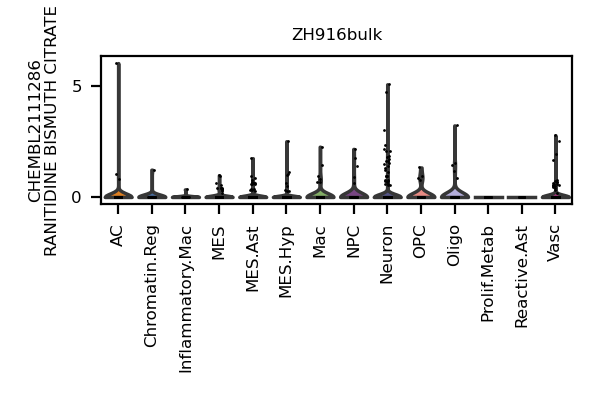 ZH916bulk
CHEMBL2111286
RANITIDINE BISMUTH CITRATE
5
0
AC
Chromatin.Reg
Inflammatory.Mac
MES
MES.Ast
MES.Hyp
Mac
NPC
Neuron
OPC
Oligo
Prolif.Metab
Reactive.Ast
Vasc